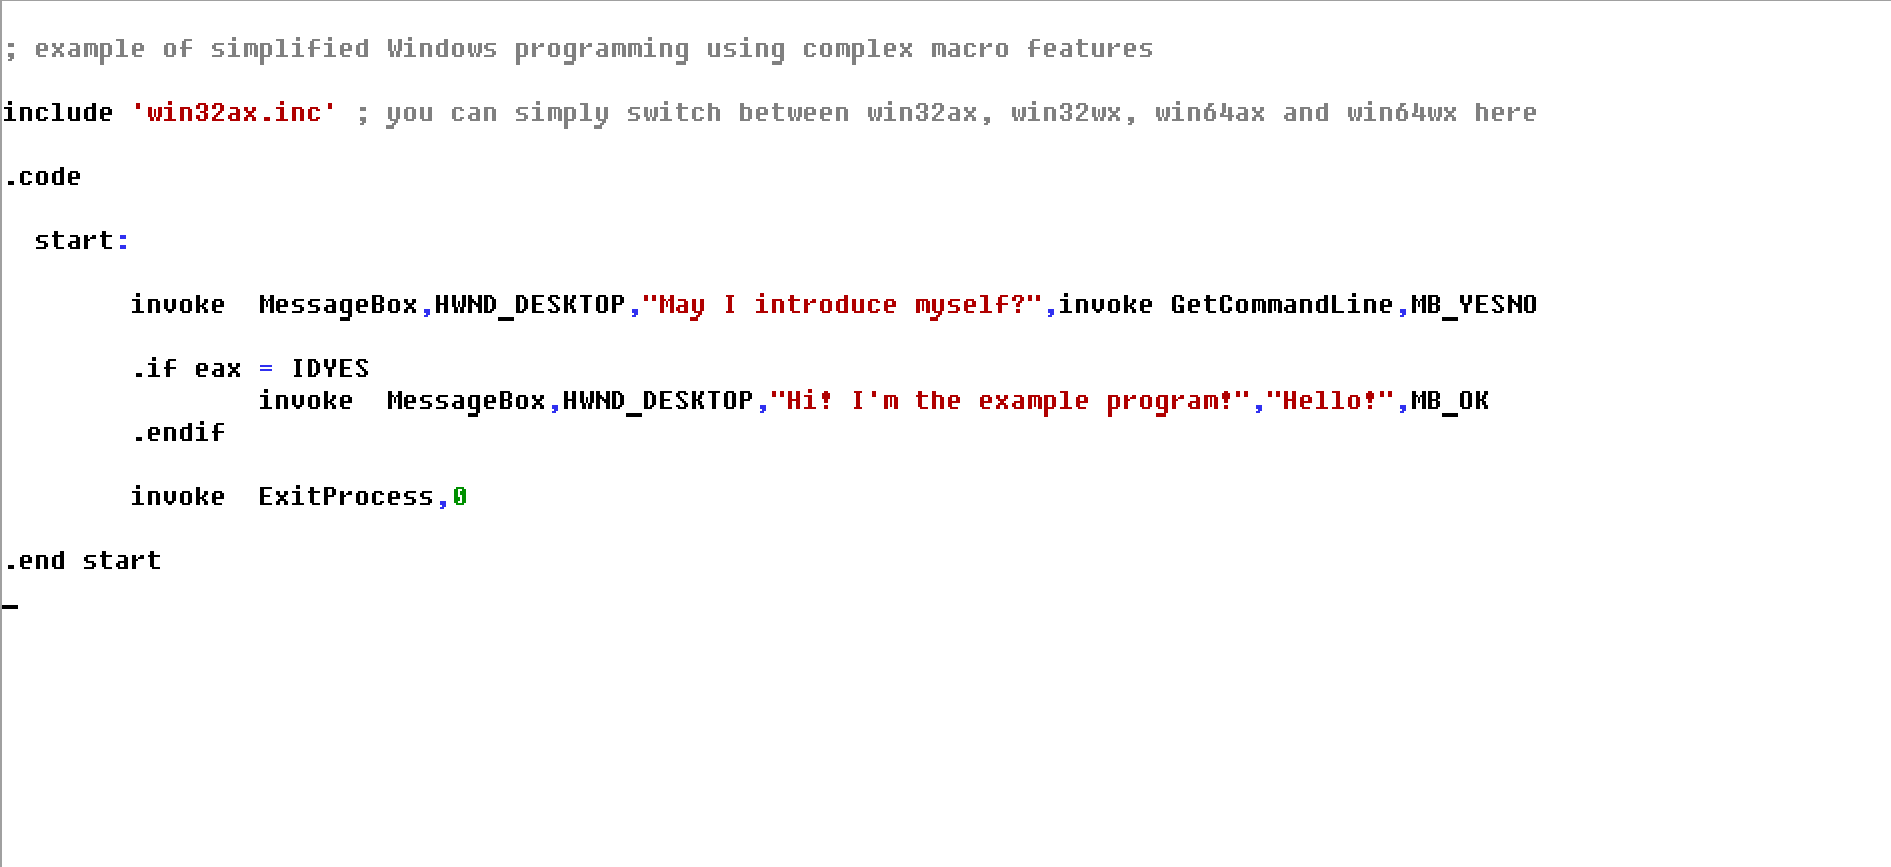 ; example of simplified Windows programming using complex macro features
include 'win32ax.inc' ; you can simply switch between win32ax, win32wx, win64ax and win64wx here
.code
start:
invoke  MessageBox,HWND_DESKTOP,"May I introduce myself?",invoke GetCommandLine,MB_YESNO
.if eax = IDYES
invoke  MessageBox,HWND_DESKTOP,"Hi! I'm the example program!","Hello!",MB_OK
.endif
invoke  ExitProcess,0
.end start